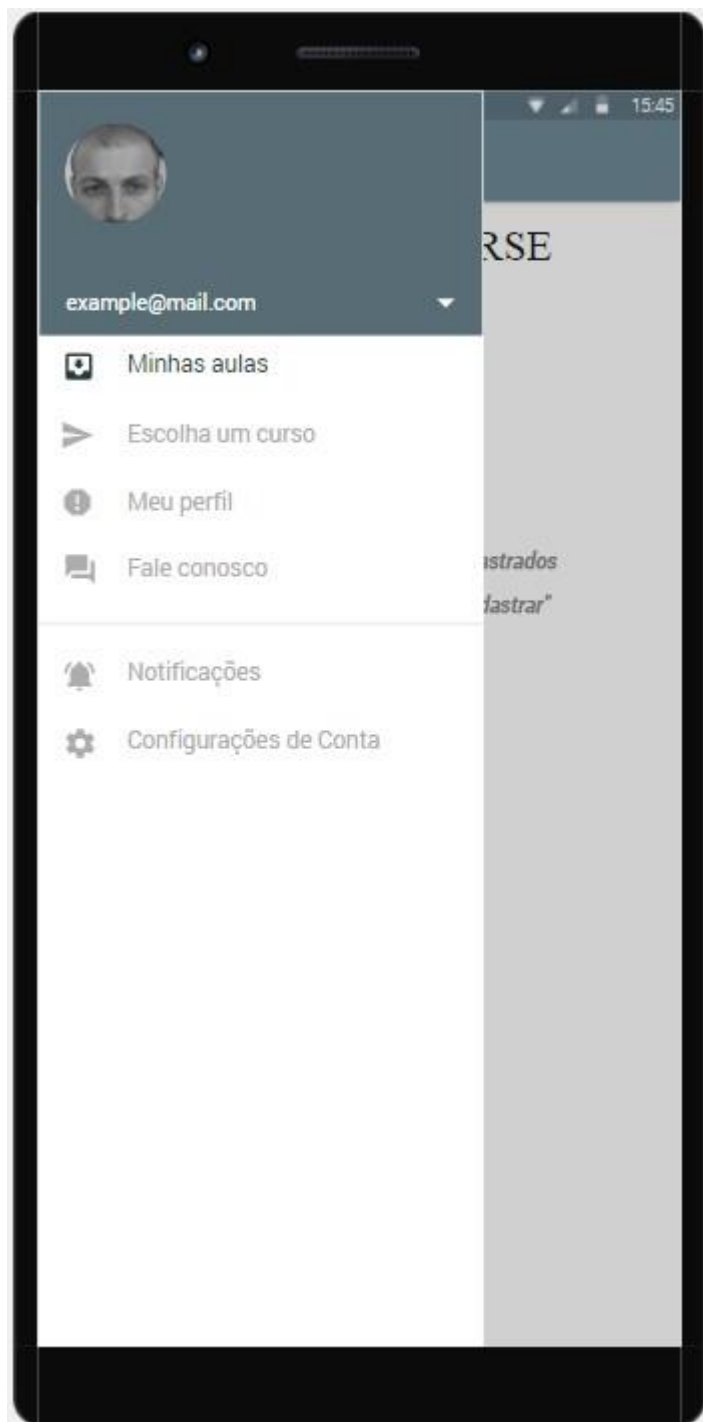 15:45
RSE
example@mail.com
Minhas aulas
Escolha um curso
Meu perfil
Fale conosco
astrados
dastrar"
Notificações
Configurações de Conta